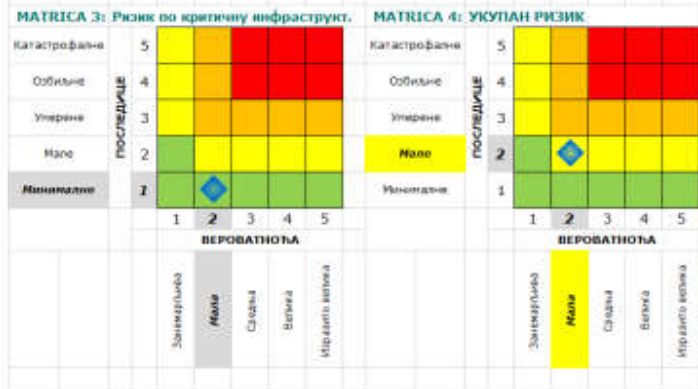 MATRICA 3: Ризик по критичну инфраструкт.
Катастрофалне 5
Озбиљне 4
Умерене 3
Мале 2
Минималне 1
ПОСЛЕДИЦЕ
1 2 3 4 5
ВЕРОВАТНОЋА
Занемарљива
Мала
Средња
Велика
Изразито велика
MATRICA 4: УКУПАН РИЗИК
Катастрофалне 5
Озбиљне 4
Умерене 3
Мале 2
Минималне 1
ПОСЛЕДИЦЕ
1 2 3 4 5
ВЕРОВАТНОЋА
Занемарљива
Мала
Средња
Велика
Изразито велика